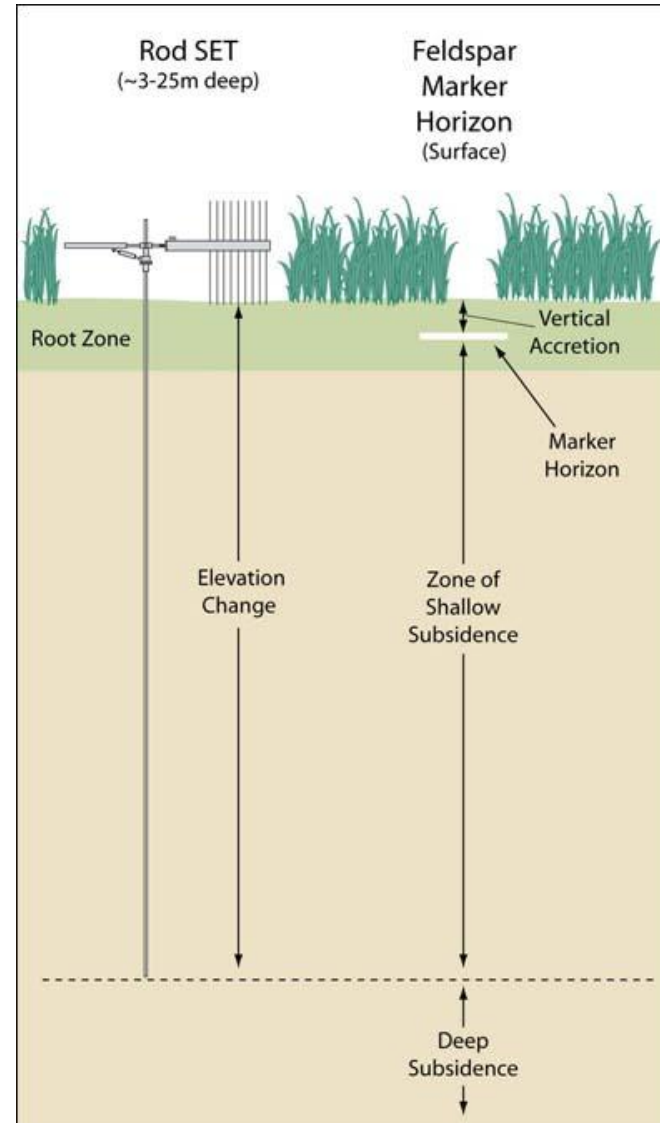 Rod SET
(~3-25m deep)
Feldspar
Marker
Horizon
(Surface)
Root Zone
Vertical
Accretion
Marker
Horizon
Elevation
Change
Zone of
Shallow
Subsidence
Deep
Subsidence